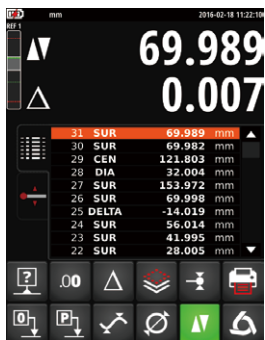 mm 2016-02-18 11:22:10
REF 1
69.989
0.007
31 SUR 69.989 mm
30 SUR 69.982 mm
29 CEN 121.803 mm
28 DIA 32.004 mm
27 SUR 153.972 mm
26 SUR 69.998 mm
25 DELTA -14.019 mm
24 SUR 56.014 mm
23 SUR 41.995 mm
22 SUR 28.005 mm
? .00 Δ
0 P Ø